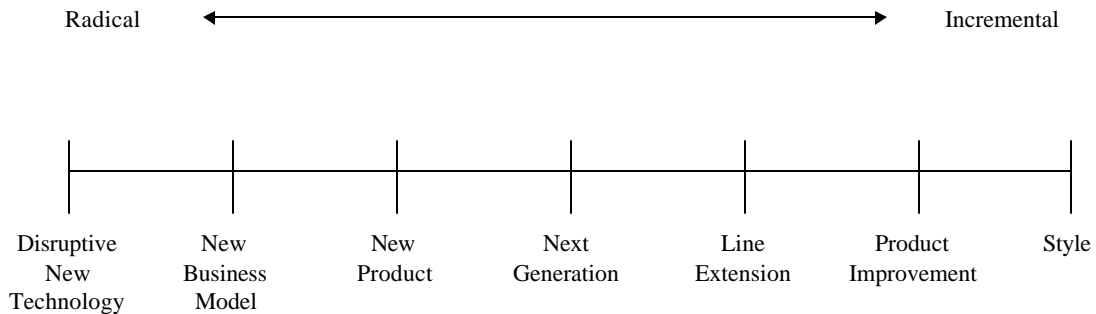 Radical
Incremental
Disruptive
New
Technology
New
Business
Model
New
Product
Next
Generation
Line
Extension
Product
Improvement
Style